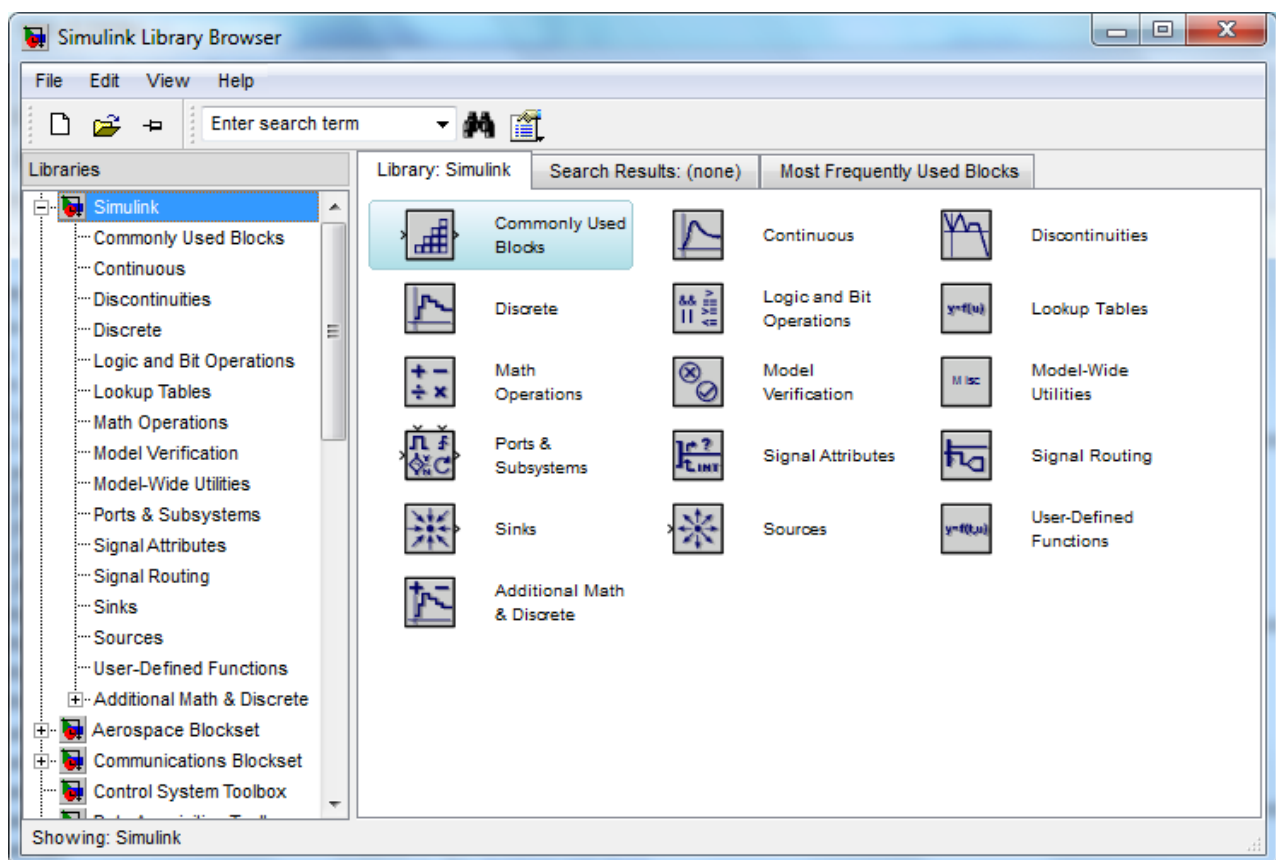 Simulink Library Browser
File Edit View Help
Enter search term
Libraries
Library: Simulink Search Results: (none) Most Frequently Used Blocks
Simulink
Commonly Used Blocks
Continuous
Discontinuities
Discrete
Logic and Bit Operations
Lookup Tables
Math Operations
Model Verification
Model-Wide Utilities
Ports & Subsystems
Signal Attributes
Signal Routing
Sinks
Sources
User-Defined Functions
Additional Math & Discrete
Aerospace Blockset
Communications Blockset
Control System Toolbox
Commonly Used
Blocks
Continuous
Discontinuities
Discrete
&& > >= || == <=
Logic and Bit
Operations
y=f(u)
Lookup Tables
+ − ÷ ×
Math
Operations
Model
Verification
Misc
Model-Wide
Utilities
Ports &
Subsystems
? INT
Signal Attributes
Signal Routing
Sinks
Sources
y=f(t,u)
User-Defined
Functions
Additional Math
& Discrete
Showing: Simulink